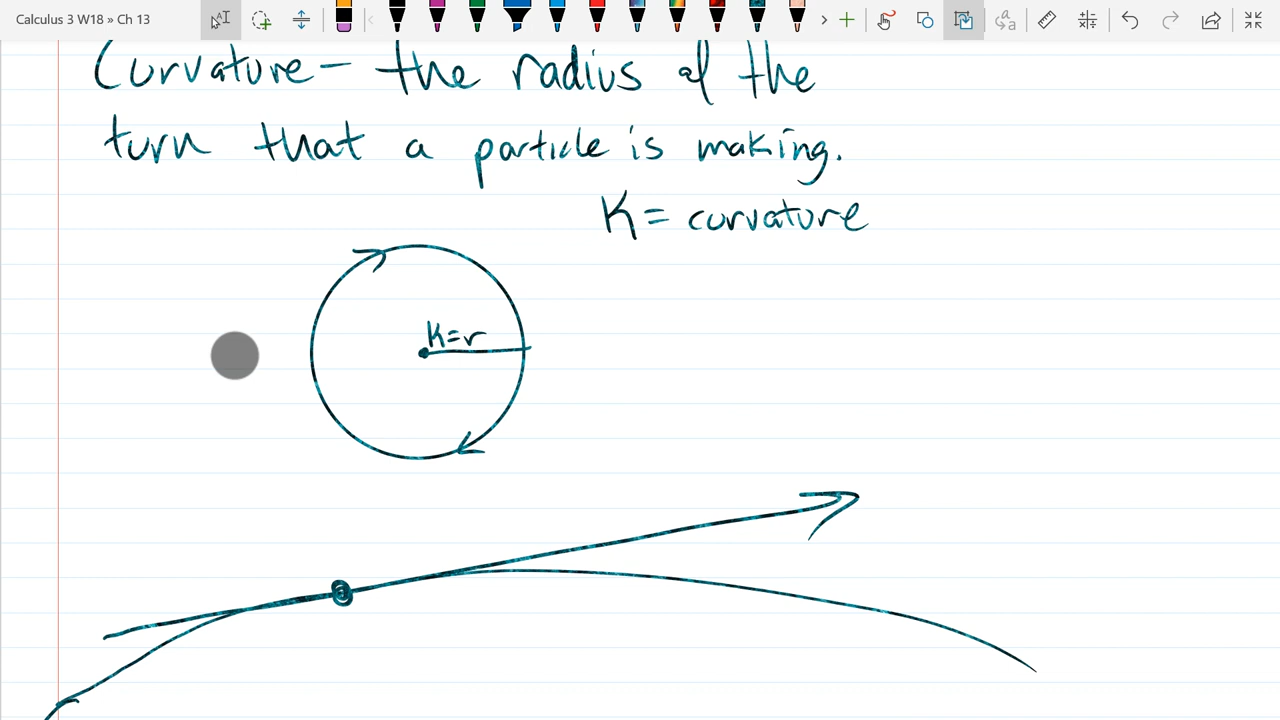 Calculus 3 W18 » Ch 13
Curvature - the radius of the
turn that a particle is making.
K = curvature
K=r